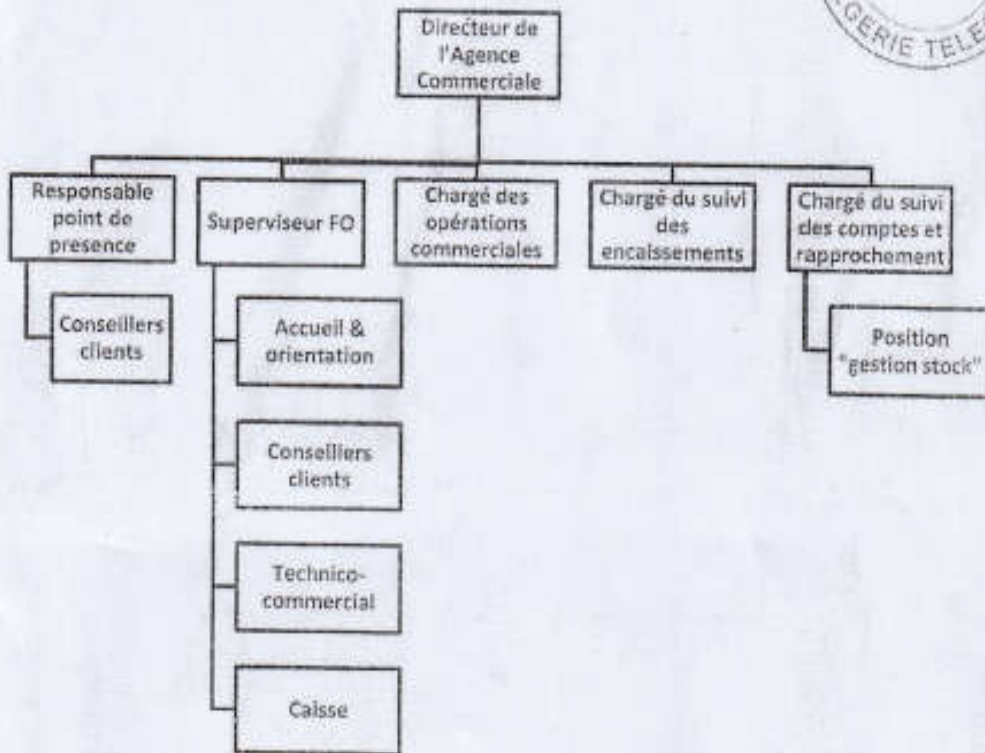 Directeur de
l'Agence
Commerciale
GERIE TELE
Responsable
point de
presence
Superviseur FO
Chargé des
opérations
commerciales
Chargé du suivi
des
encaissements
Chargé du suivi
des comptes et
rapprochement
Conseillers
clients
Accueil &
orientation
Position
"gestion stock"
Conseillers
clients
Technico-
commercial
Caisse